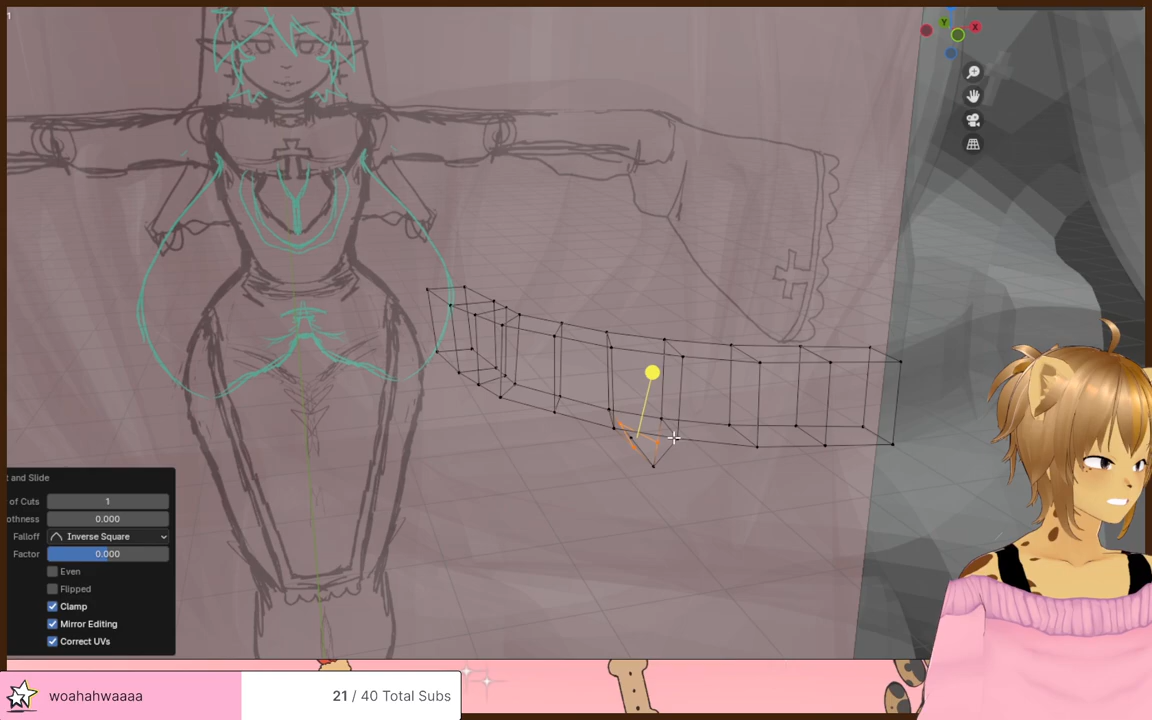 1
Y
X
t and Slide
of Cuts 1
othness 0.000
Falloff Inverse Square
Factor 0.000
Even
Flipped
Clamp
Mirror Editing
Correct UVs
woahahwaaaa 21 / 40 Total Subs